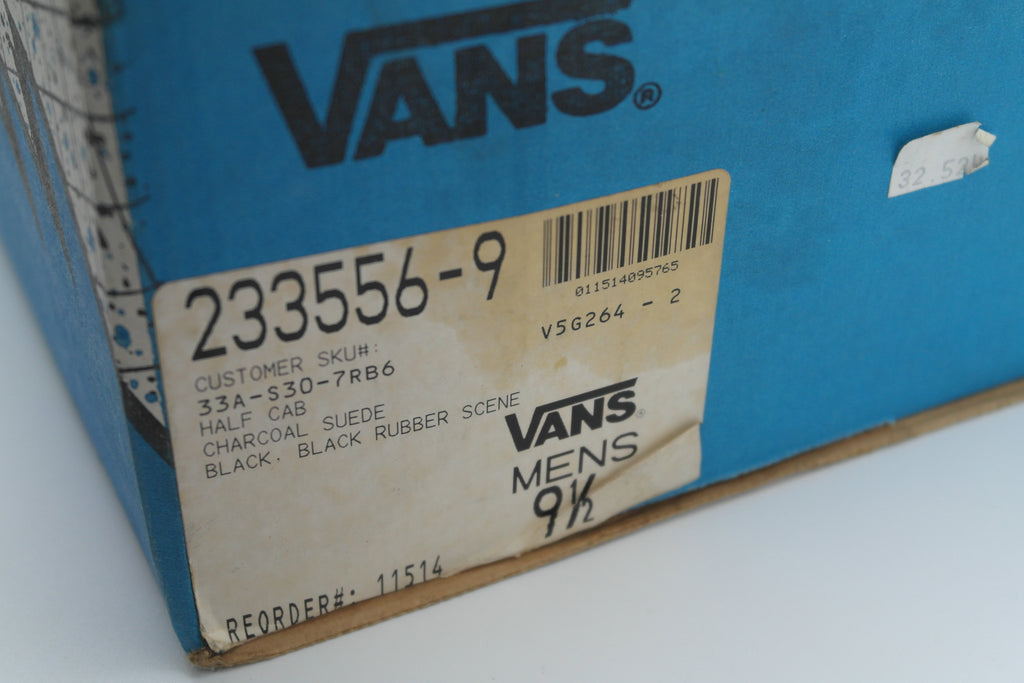 VANS®
32.52
233556-9
011514095765
V5G264 - 2
CUSTOMER SKU#:
33A-S30-7RB6
HALF CAB
CHARCOAL SUEDE
BLACK. BLACK RUBBER SCENE
VANS®
MENS
9½
REORDER#: 11514